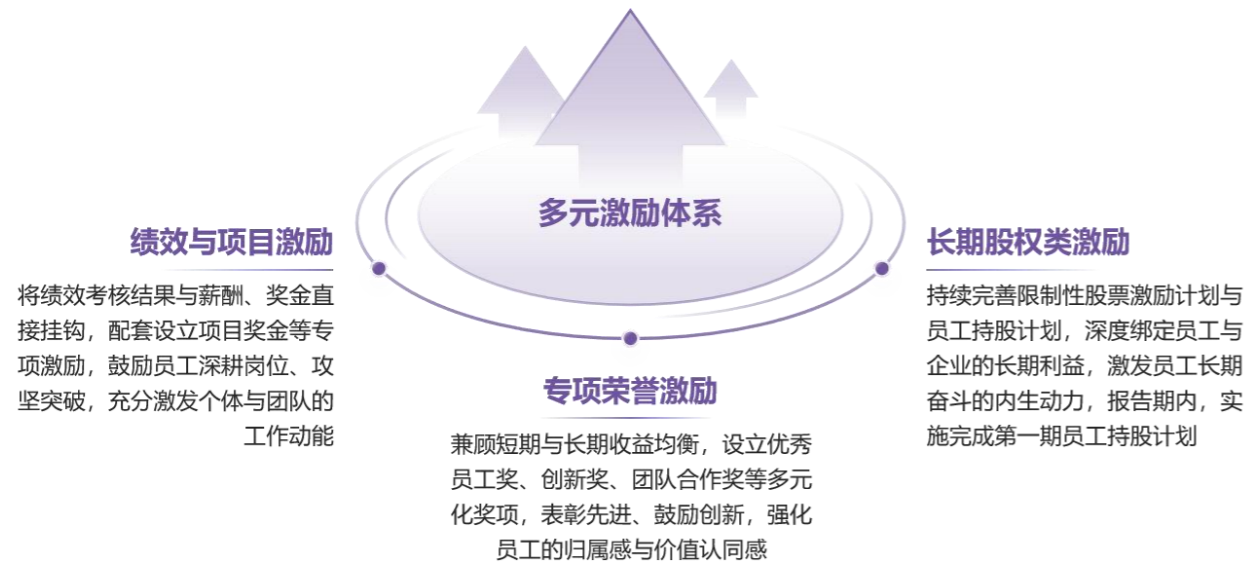 多元激励体系
绩效与项目激励
将绩效考核结果与薪酬、奖金直
接挂钩，配套设立项目奖金等专
项激励，鼓励员工深耕岗位、攻
坚突破，充分激发个体与团队的
工作动能
专项荣誉激励
兼顾短期与长期收益均衡，设立优秀
员工奖、创新奖、团队合作奖等多元
化奖项，表彰先进、鼓励创新，强化
员工的归属感与价值认同感
长期股权类激励
持续完善限制性股票激励计划与
员工持股计划，深度绑定员工与
企业的长期利益，激发员工长期
奋斗的内生动力，报告期内，实
施完成第一期员工持股计划